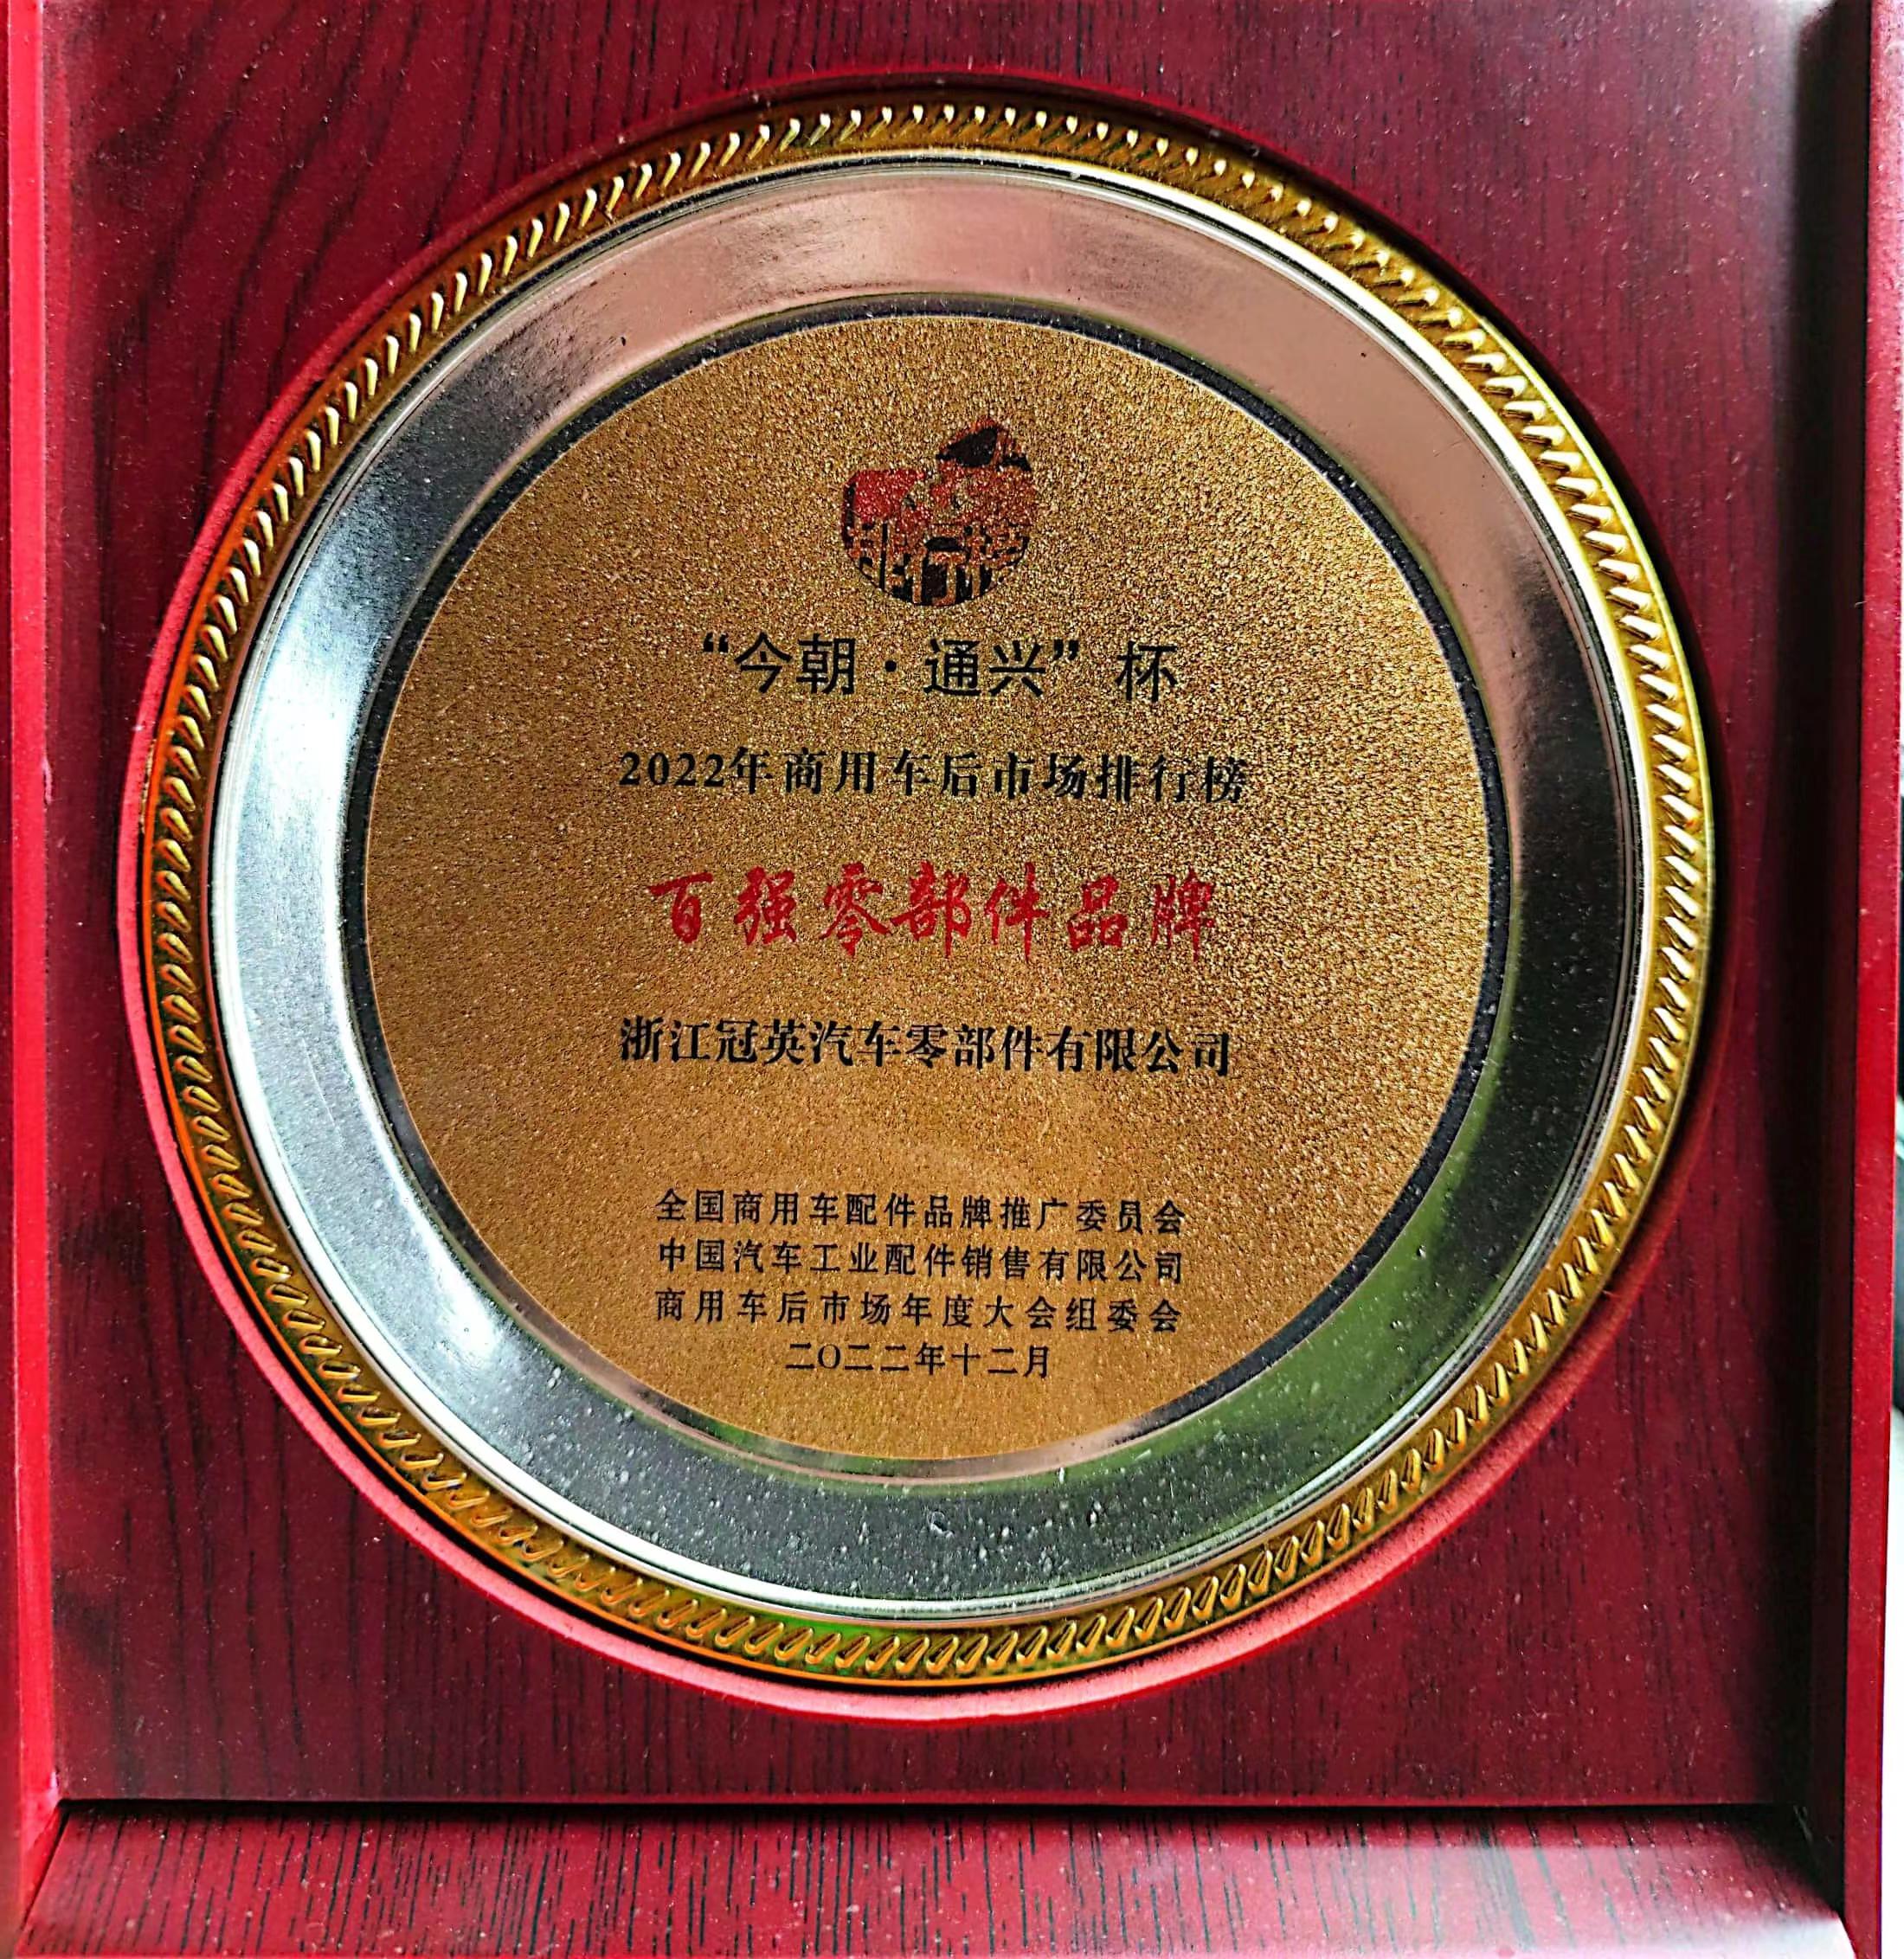 “今朝·通兴”杯
2022年商用车后市场排行榜
百强零部件品牌
浙江冠英汽车零部件有限公司
全国商用车配件品牌推广委员会
中国汽车工业配件销售有限公司
商用车后市场年度大会组委会
二〇二二年十二月